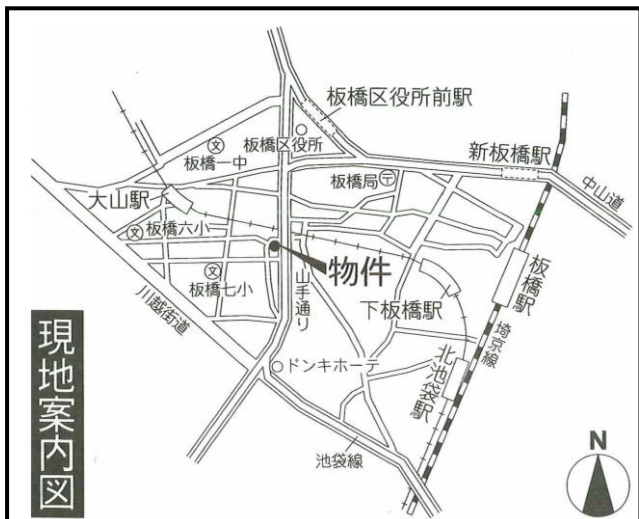 板橋区役所前駅
文
板橋一中
板橋区役所
新板橋駅
板橋局
〒
中山道
大山駅
文
板橋六小
文
板橋七小
物件
山手通り
下板橋駅
板橋駅
埼京線
北池袋駅
川越街道
ドンキホーテ
池袋線
現地案内図
N